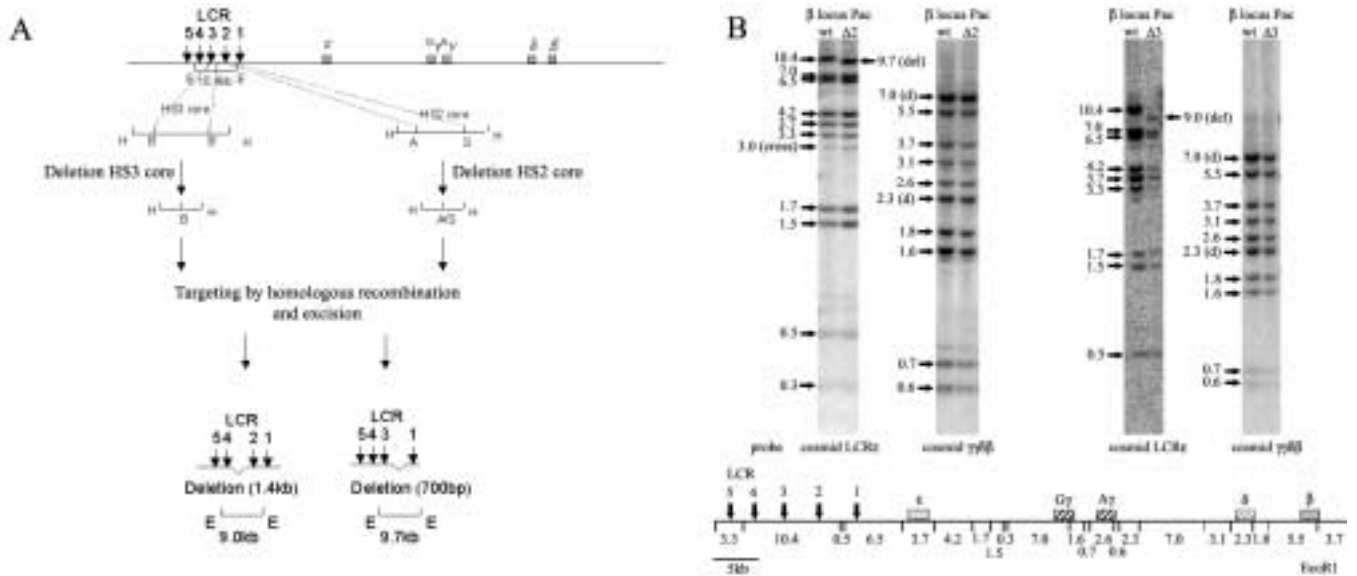 A
LCR
5 4 3 2 1
ε
β
E 10.4kb E
HS3 core
HS2 core
H B B H
H A S H
Deletion HS3 core
Deletion HS2 core
H B H
H AS H
Targeting by homologous recombination
and excision
LCR
54 2 1
Deletion (1.4kb)
E E
9.0kb
LCR
543 1
Deletion (700bp)
E E
9.7kb
B
β locus Pac
wt Δ2
10.4
7.0
6.5
4.2
3.7
3.3
3.0 (cross)
1.7
1.5
0.5
0.3
9.7 (del)
cosmid LCRε
β locus Pac
wt Δ2
7.0 (d)
5.5
3.7
3.1
2.6
2.3 (d)
1.8
1.6
0.7
0.6
cosmid γδβ
β locus Pac
wt Δ3
10.4
7.0
6.5
4.2
3.7
3.3
1.7
1.5
0.5
9.0 (del)
cosmid LCRε
β locus Pac
wt Δ3
7.0 (d)
5.5
3.7
3.1
2.6
2.3 (d)
1.8
1.6
0.7
0.6
cosmid γδβ
probe
LCR
5 4 3 2 1
ε Gγ Aγ δ β
3.3 10.4 0.5 6.5 3.7 4.2 1.7 1.5 0.3 7.0 1.6 0.7 2.6 0.6 2.3 7.0 3.1 2.3 1.8 5.5 3.7
5kb
EcoR1